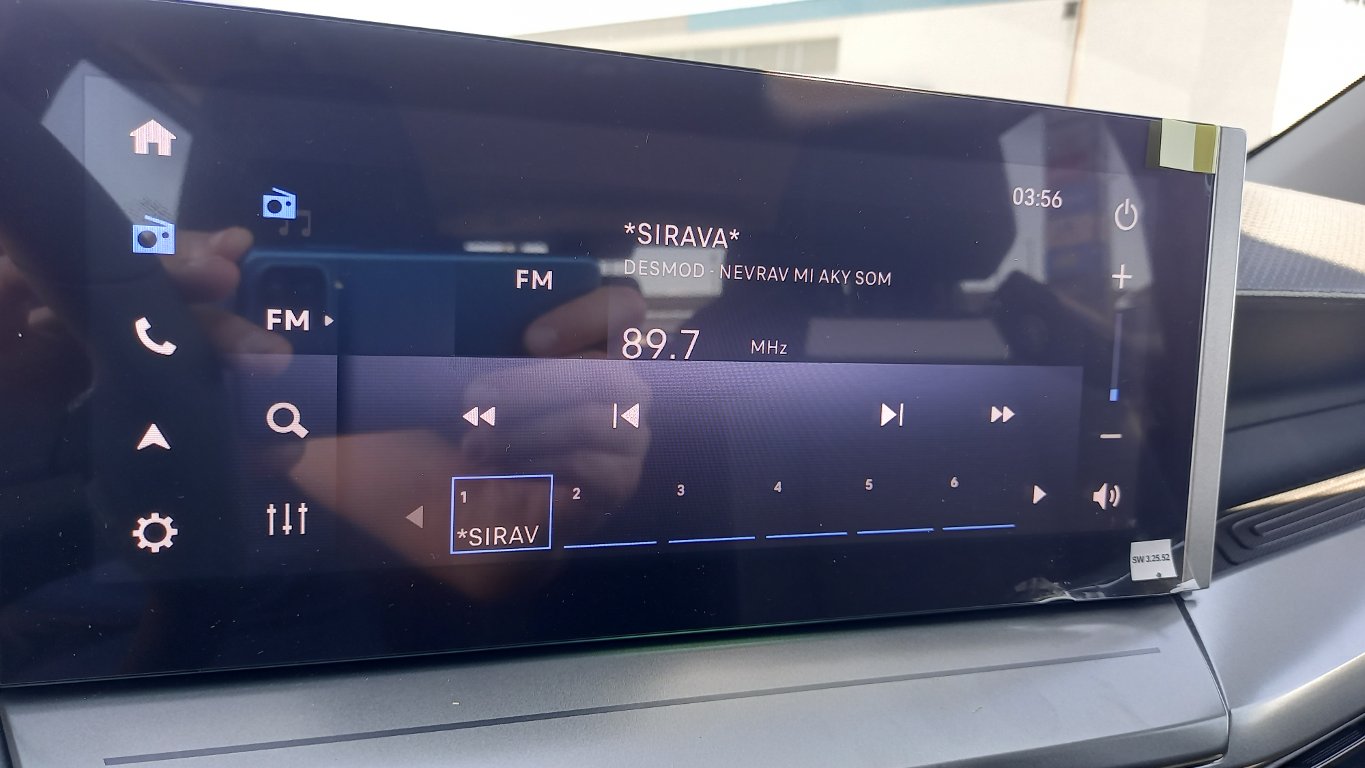 03:56
*SIRAVA*
DESMOD - NEVRAV MI AKY SOM
FM
FM
89.7 MHz
1 2 3 4 5 6
*SIRAV
SW 3.25.52